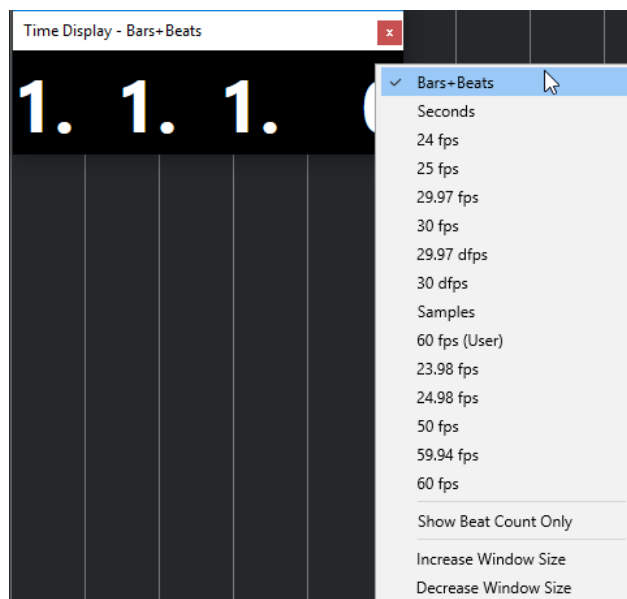 Time Display - Bars+Beats
x
1. 1. 1.
✓ Bars+Beats
Seconds
24 fps
25 fps
29.97 fps
30 fps
29.97 dfps
30 dfps
Samples
60 fps (User)
23.98 fps
24.98 fps
50 fps
59.94 fps
60 fps
Show Beat Count Only
Increase Window Size
Decrease Window Size